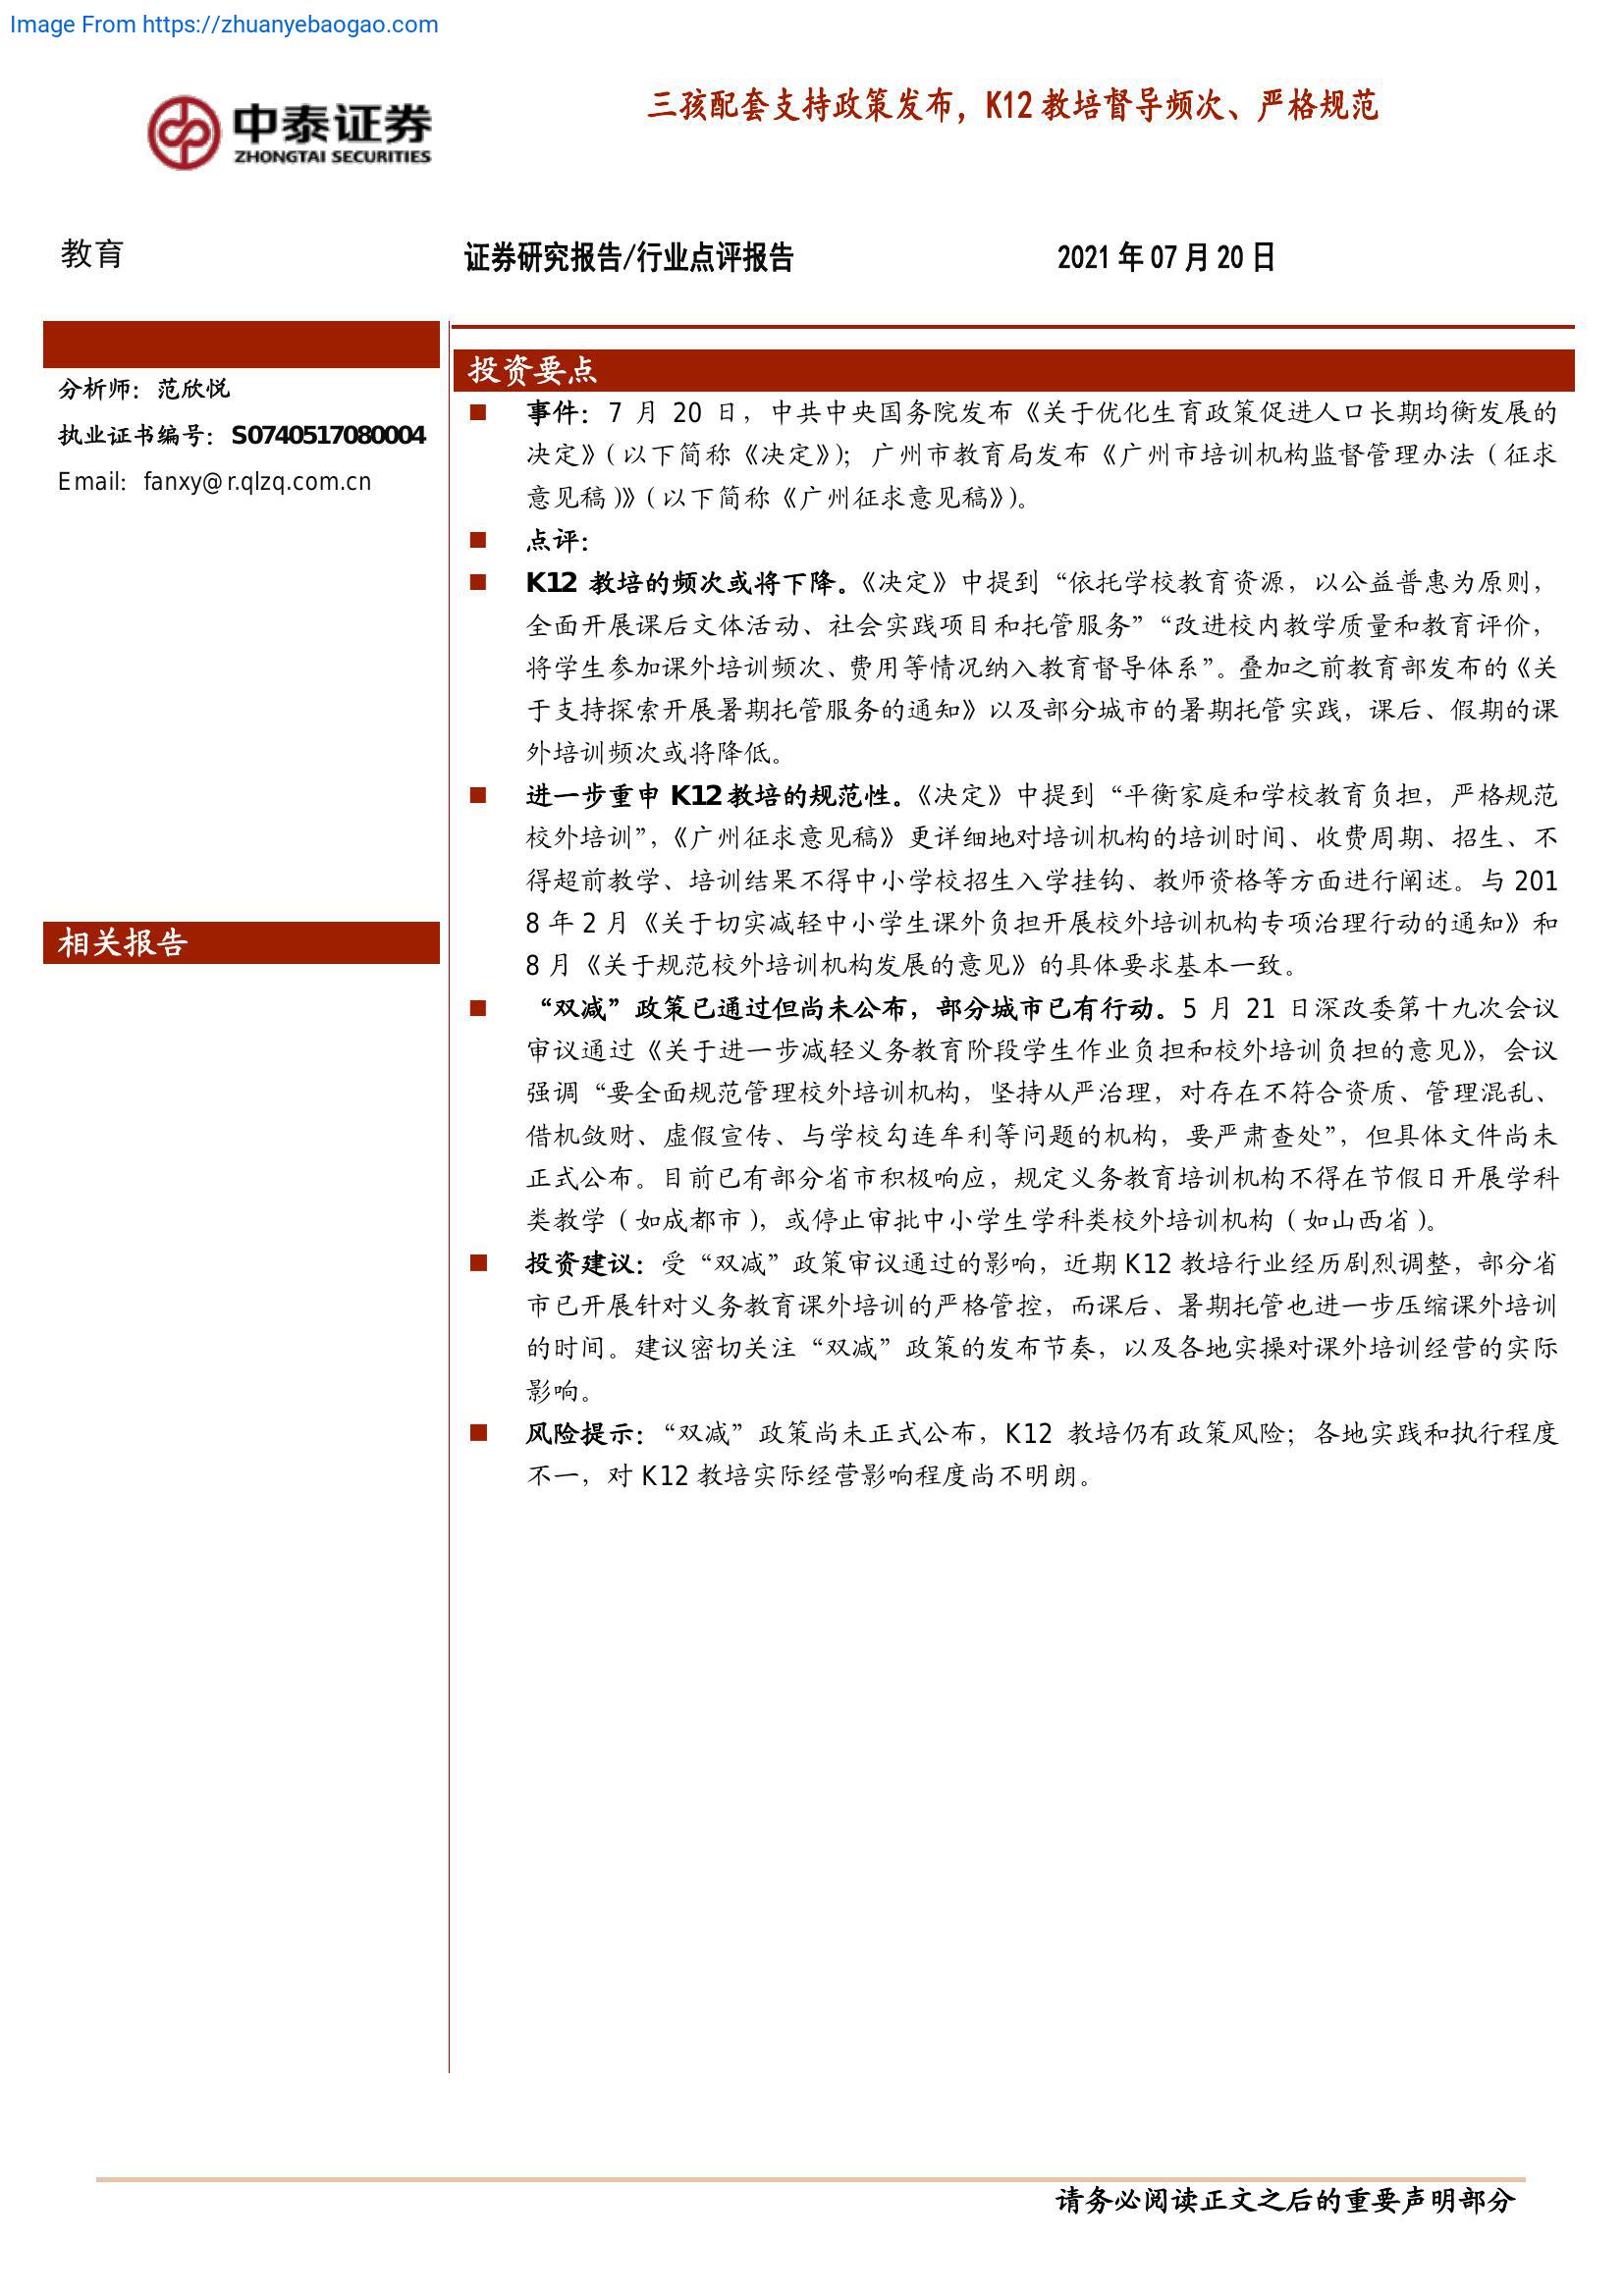 Image From https://zhuanyebaogao.com
中泰证券
ZHONGTAI SECURITIES
三孩配套支持政策发布，K12 教培督导频次、严格规范
教育
证券研究报告/行业点评报告
2021 年 07 月 20 日
分析师：范欣悦
执业证书编号：S0740517080004
Email：fanxy@r.qlzq.com.cn
相关报告
投资要点
■ 事件：7 月 20 日，中共中央国务院发布《关于优化生育政策促进人口长期均衡发展的
决定》（以下简称《决定》）；广州市教育局发布《广州市培训机构监督管理办法（征求
意见稿）》（以下简称《广州征求意见稿》）。
■ 点评：
■ K12 教培的频次或将下降。《决定》中提到“依托学校教育资源，以公益普惠为原则，
全面开展课后文体活动、社会实践项目和托管服务”“改进校内教学质量和教育评价，
将学生参加课外培训频次、费用等情况纳入教育督导体系”。叠加之前教育部发布的《关
于支持探索开展暑期托管服务的通知》以及部分城市的暑期托管实践，课后、假期的课
外培训频次或将降低。
■ 进一步重申 K12 教培的规范性。《决定》中提到“平衡家庭和学校教育负担，严格规范
校外培训”，《广州征求意见稿》更详细地对培训机构的培训时间、收费周期、招生、不
得超前教学、培训结果不得中小学校招生入学挂钩、教师资格等方面进行阐述。与 201
8 年 2 月《关于切实减轻中小学生课外负担开展校外培训机构专项治理行动的通知》和
8 月《关于规范校外培训机构发展的意见》的具体要求基本一致。
■ “双减”政策已通过但尚未公布，部分城市已有行动。5 月 21 日深改委第十九次会议
审议通过《关于进一步减轻义务教育阶段学生作业负担和校外培训负担的意见》，会议
强调“要全面规范管理校外培训机构，坚持从严治理，对存在不符合资质、管理混乱、
借机敛财、虚假宣传、与学校勾连牟利等问题的机构，要严肃查处”，但具体文件尚未
正式公布。目前已有部分省市积极响应，规定义务教育培训机构不得在节假日开展学科
类教学（如成都市），或停止审批中小学生学科类校外培训机构（如山西省）。
■ 投资建议：受“双减”政策审议通过的影响，近期 K12 教培行业经历剧烈调整，部分省
市已开展针对义务教育课外培训的严格管控，而课后、暑期托管也进一步压缩课外培训
的时间。建议密切关注“双减”政策的发布节奏，以及各地实操对课外培训经营的实际
影响。
■ 风险提示：“双减”政策尚未正式公布，K12 教培仍有政策风险；各地实践和执行程度
不一，对 K12 教培实际经营影响程度尚不明朗。
请务必阅读正文之后的重要声明部分